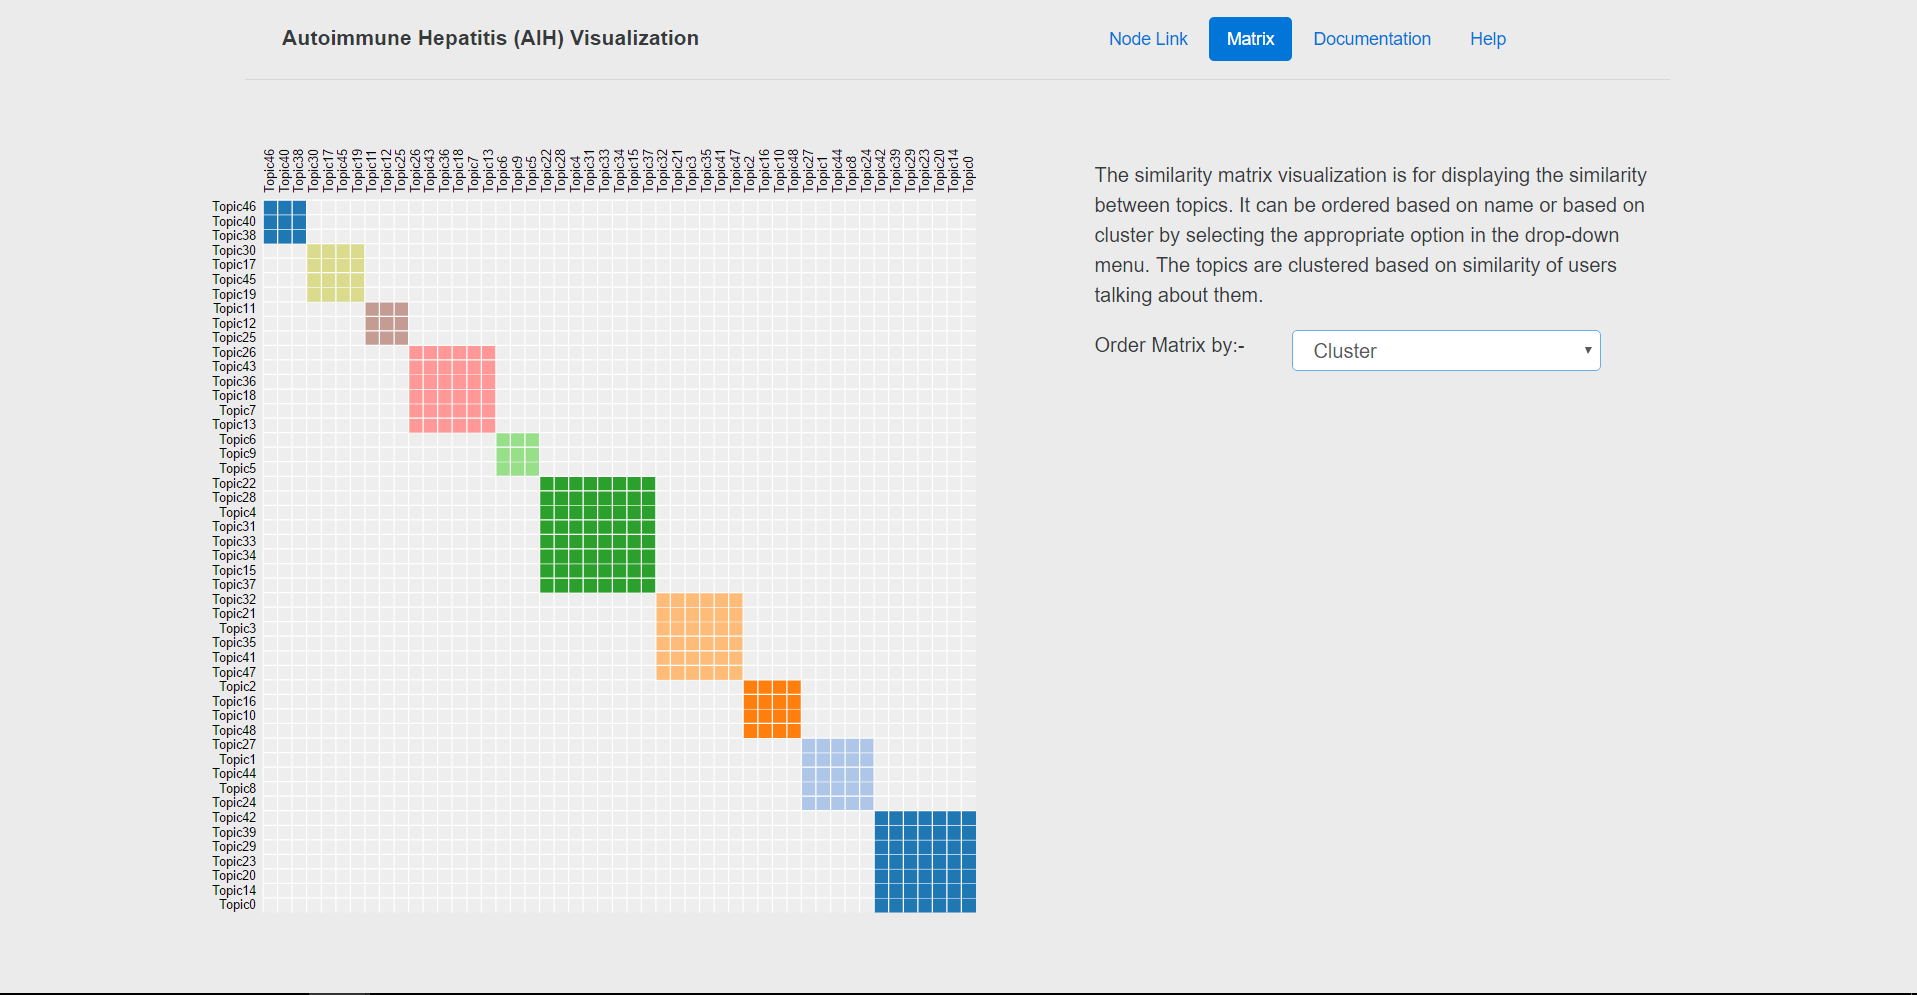 Autoimmune Hepatitis (AIH) Visualization
Node Link
Matrix
Documentation
Help
Topic46
Topic40
Topic38
Topic30
Topic17
Topic45
Topic19
Topic11
Topic12
Topic25
Topic26
Topic43
Topic36
Topic18
Topic7
Topic13
Topic6
Topic9
Topic5
Topic22
Topic28
Topic4
Topic31
Topic33
Topic34
Topic15
Topic37
Topic32
Topic21
Topic3
Topic35
Topic41
Topic47
Topic2
Topic16
Topic10
Topic48
Topic27
Topic1
Topic44
Topic8
Topic24
Topic42
Topic39
Topic29
Topic23
Topic20
Topic14
Topic0
Topic46
Topic40
Topic38
Topic30
Topic17
Topic45
Topic19
Topic11
Topic12
Topic25
Topic26
Topic43
Topic36
Topic18
Topic7
Topic13
Topic6
Topic9
Topic5
Topic22
Topic28
Topic4
Topic31
Topic33
Topic34
Topic15
Topic37
Topic32
Topic21
Topic3
Topic35
Topic41
Topic47
Topic2
Topic16
Topic10
Topic48
Topic27
Topic1
Topic44
Topic8
Topic24
Topic42
Topic39
Topic29
Topic23
Topic20
Topic14
Topic0
The similarity matrix visualization is for displaying the similarity
between topics. It can be ordered based on name or based on
cluster by selecting the appropriate option in the drop-down
menu. The topics are clustered based on similarity of users
talking about them.
Order Matrix by:-
Cluster